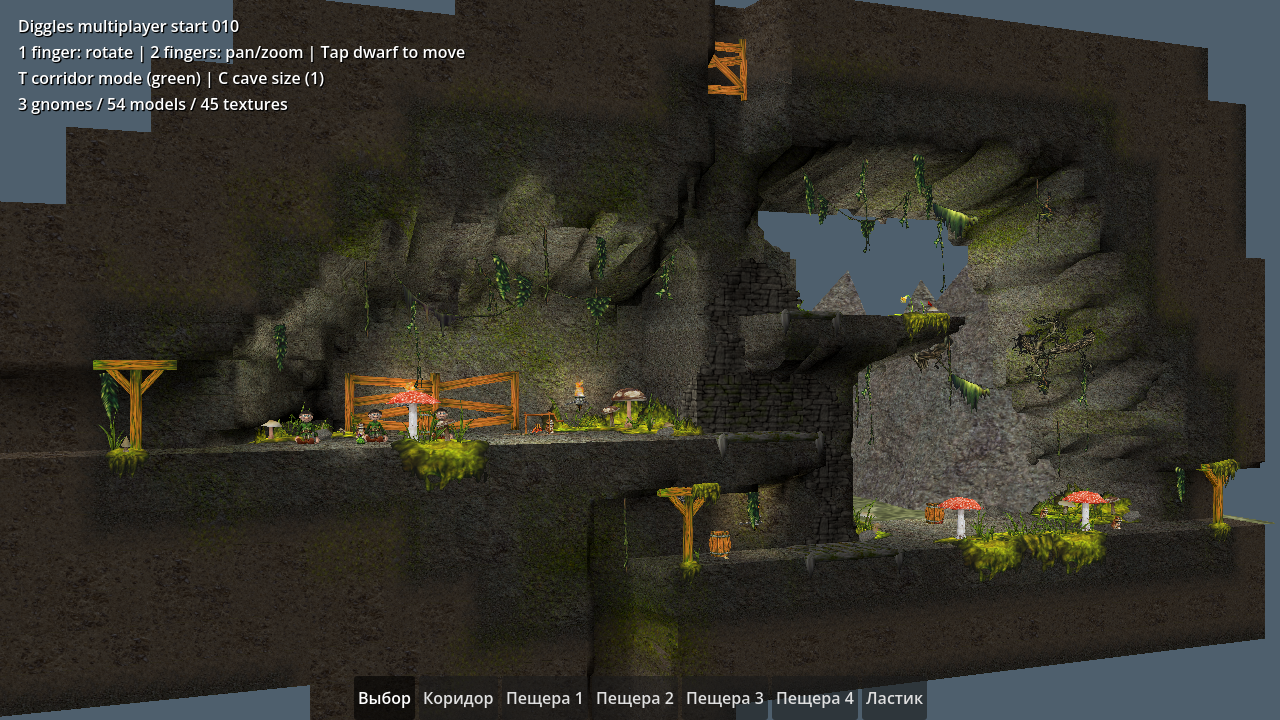 Diggles multiplayer start 010
1 finger: rotate | 2 fingers: pan/zoom | Tap dwarf to move
T corridor mode (green) | C cave size (1)
3 gnomes / 54 models / 45 textures
Выбор Коридор Пещера 1 Пещера 2 Пещера 3 Пещера 4 Ластик